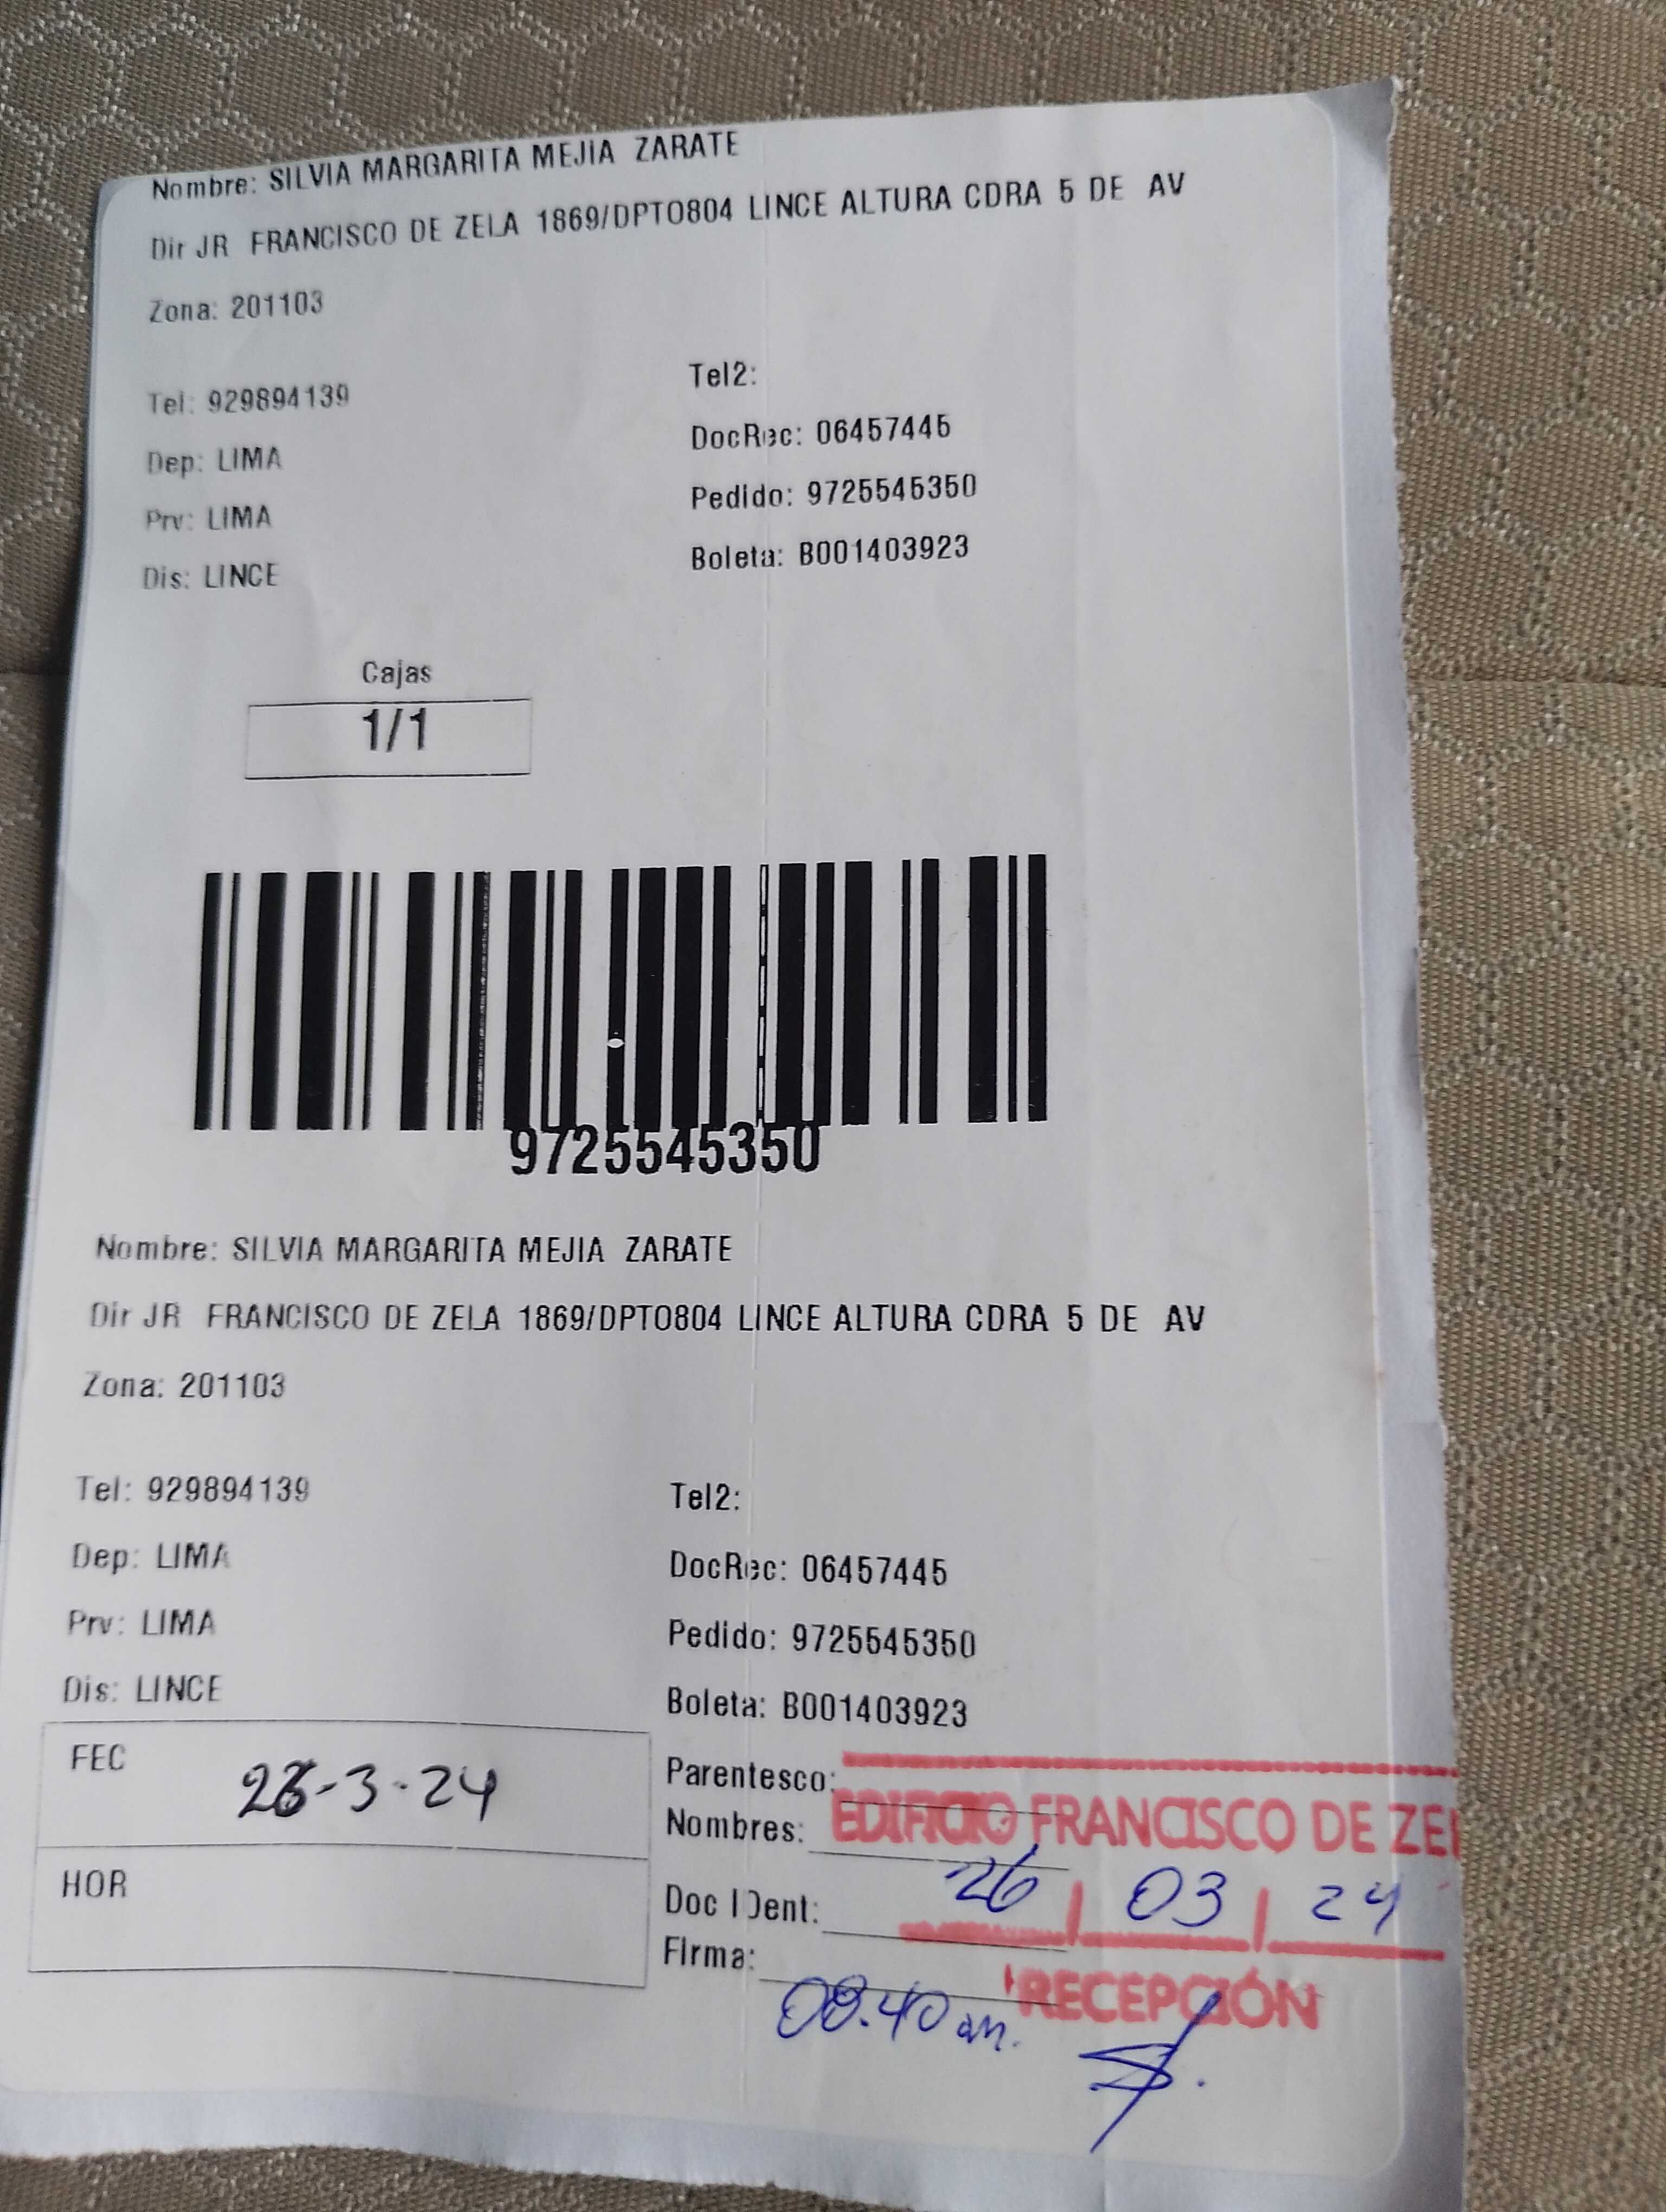 Nombre: SILVIA MARGARITA MEJIA ZARATE
Dir JR FRANCISCO DE ZELA 1869/DPTO804 LINCE ALTURA CDRA 5 DE AV
Zona: 201103
Tel: 929894139
Tel2:
Dep: LIMA
DocRec: 06457445
Prv: LIMA
Pedido: 9725545350
Dis: LINCE
Boleta: B001403923
Cajas
1/1
9725545350
Nombre: SILVIA MARGARITA MEJIA ZARATE
Dir JR FRANCISCO DE ZELA 1869/DPTO804 LINCE ALTURA CDRA 5 DE AV
Zona: 201103
Tel: 929894139
Tel2:
Dep: LIMA
DocRec: 06457445
Prv: LIMA
Pedido: 9725545350
Dis: LINCE
Boleta: B001403923
FEC 26-3-24
Parentesco:
Nombres: EDIFICIO FRANCISCO DE ZEL
HOR
Doc IDent: 26 / 03 / 24
Firma:
RECEPCIÓN
am.